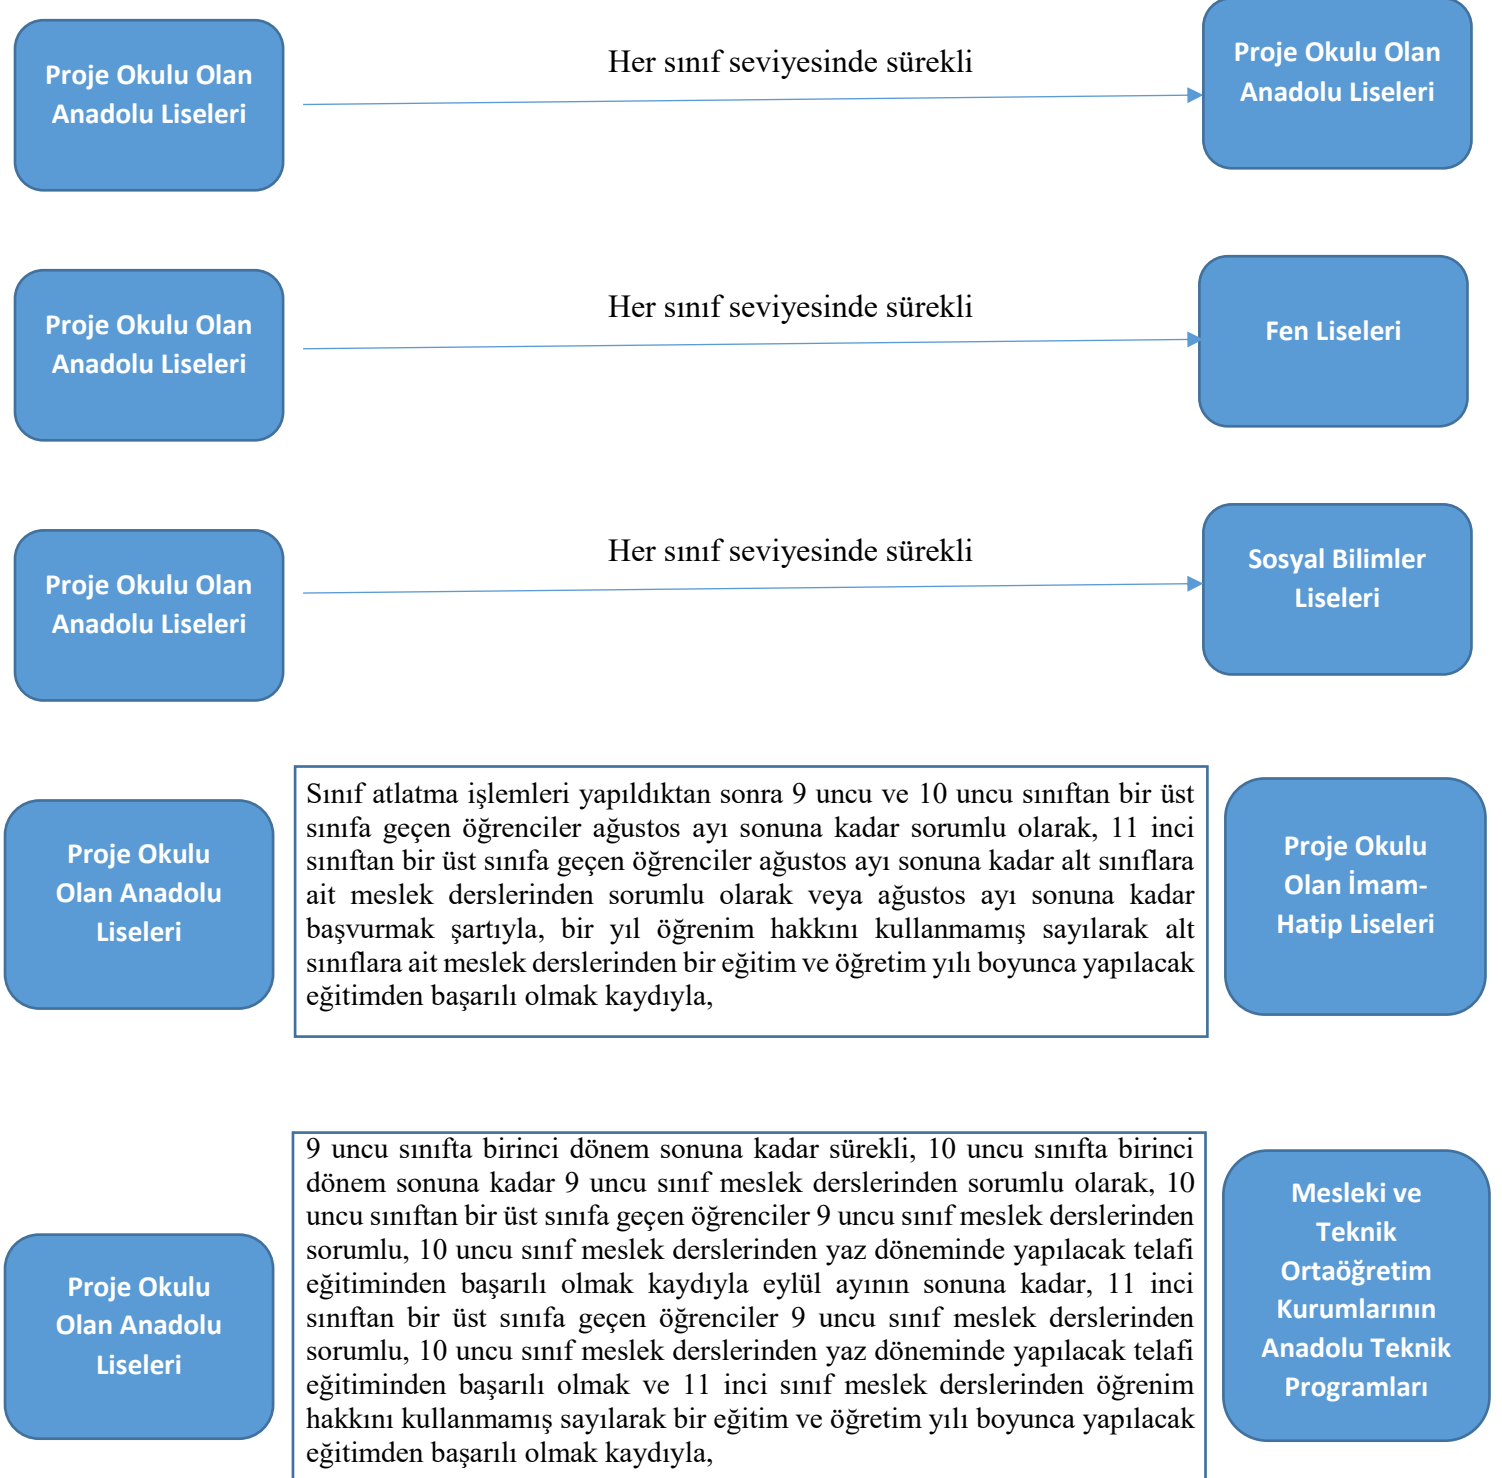 Proje Okulu Olan
Anadolu Liseleri
Her sınıf seviyesinde sürekli
Proje Okulu Olan
Anadolu Liseleri
Proje Okulu Olan
Anadolu Liseleri
Her sınıf seviyesinde sürekli
Fen Liseleri
Proje Okulu Olan
Anadolu Liseleri
Her sınıf seviyesinde sürekli
Sosyal Bilimler
Liseleri
Proje Okulu
Olan Anadolu
Liseleri
Sınıf atlatma işlemleri yapıldıktan sonra 9 uncu ve 10 uncu sınıftan bir üst
sınıfa geçen öğrenciler ağustos ayı sonuna kadar sorumlu olarak, 11 inci
sınıftan bir üst sınıfa geçen öğrenciler ağustos ayı sonuna kadar alt sınıflara
ait meslek derslerinden sorumlu olarak veya ağustos ayı sonuna kadar
başvurmak şartıyla, bir yıl öğrenim hakkını kullanmamış sayılarak alt
sınıflara ait meslek derslerinden bir eğitim ve öğretim yılı boyunca yapılacak
eğitimden başarılı olmak kaydıyla,
Proje Okulu
Olan İmam-
Hatip Liseleri
Proje Okulu
Olan Anadolu
Liseleri
9 uncu sınıfta birinci dönem sonuna kadar sürekli, 10 uncu sınıfta birinci
dönem sonuna kadar 9 uncu sınıf meslek derslerinden sorumlu olarak, 10
uncu sınıftan bir üst sınıfa geçen öğrenciler 9 uncu sınıf meslek derslerinden
sorumlu, 10 uncu sınıf meslek derslerinden yaz döneminde yapılacak telafi
eğitiminden başarılı olmak kaydıyla eylül ayının sonuna kadar, 11 inci
sınıftan bir üst sınıfa geçen öğrenciler 9 uncu sınıf meslek derslerinden
sorumlu, 10 uncu sınıf meslek derslerinden yaz döneminde yapılacak telafi
eğitiminden başarılı olmak ve 11 inci sınıf meslek derslerinden öğrenim
hakkını kullanmamış sayılarak bir eğitim ve öğretim yılı boyunca yapılacak
eğitimden başarılı olmak kaydıyla,
Mesleki ve
Teknik
Ortaöğretim
Kurumlarının
Anadolu Teknik
Programları